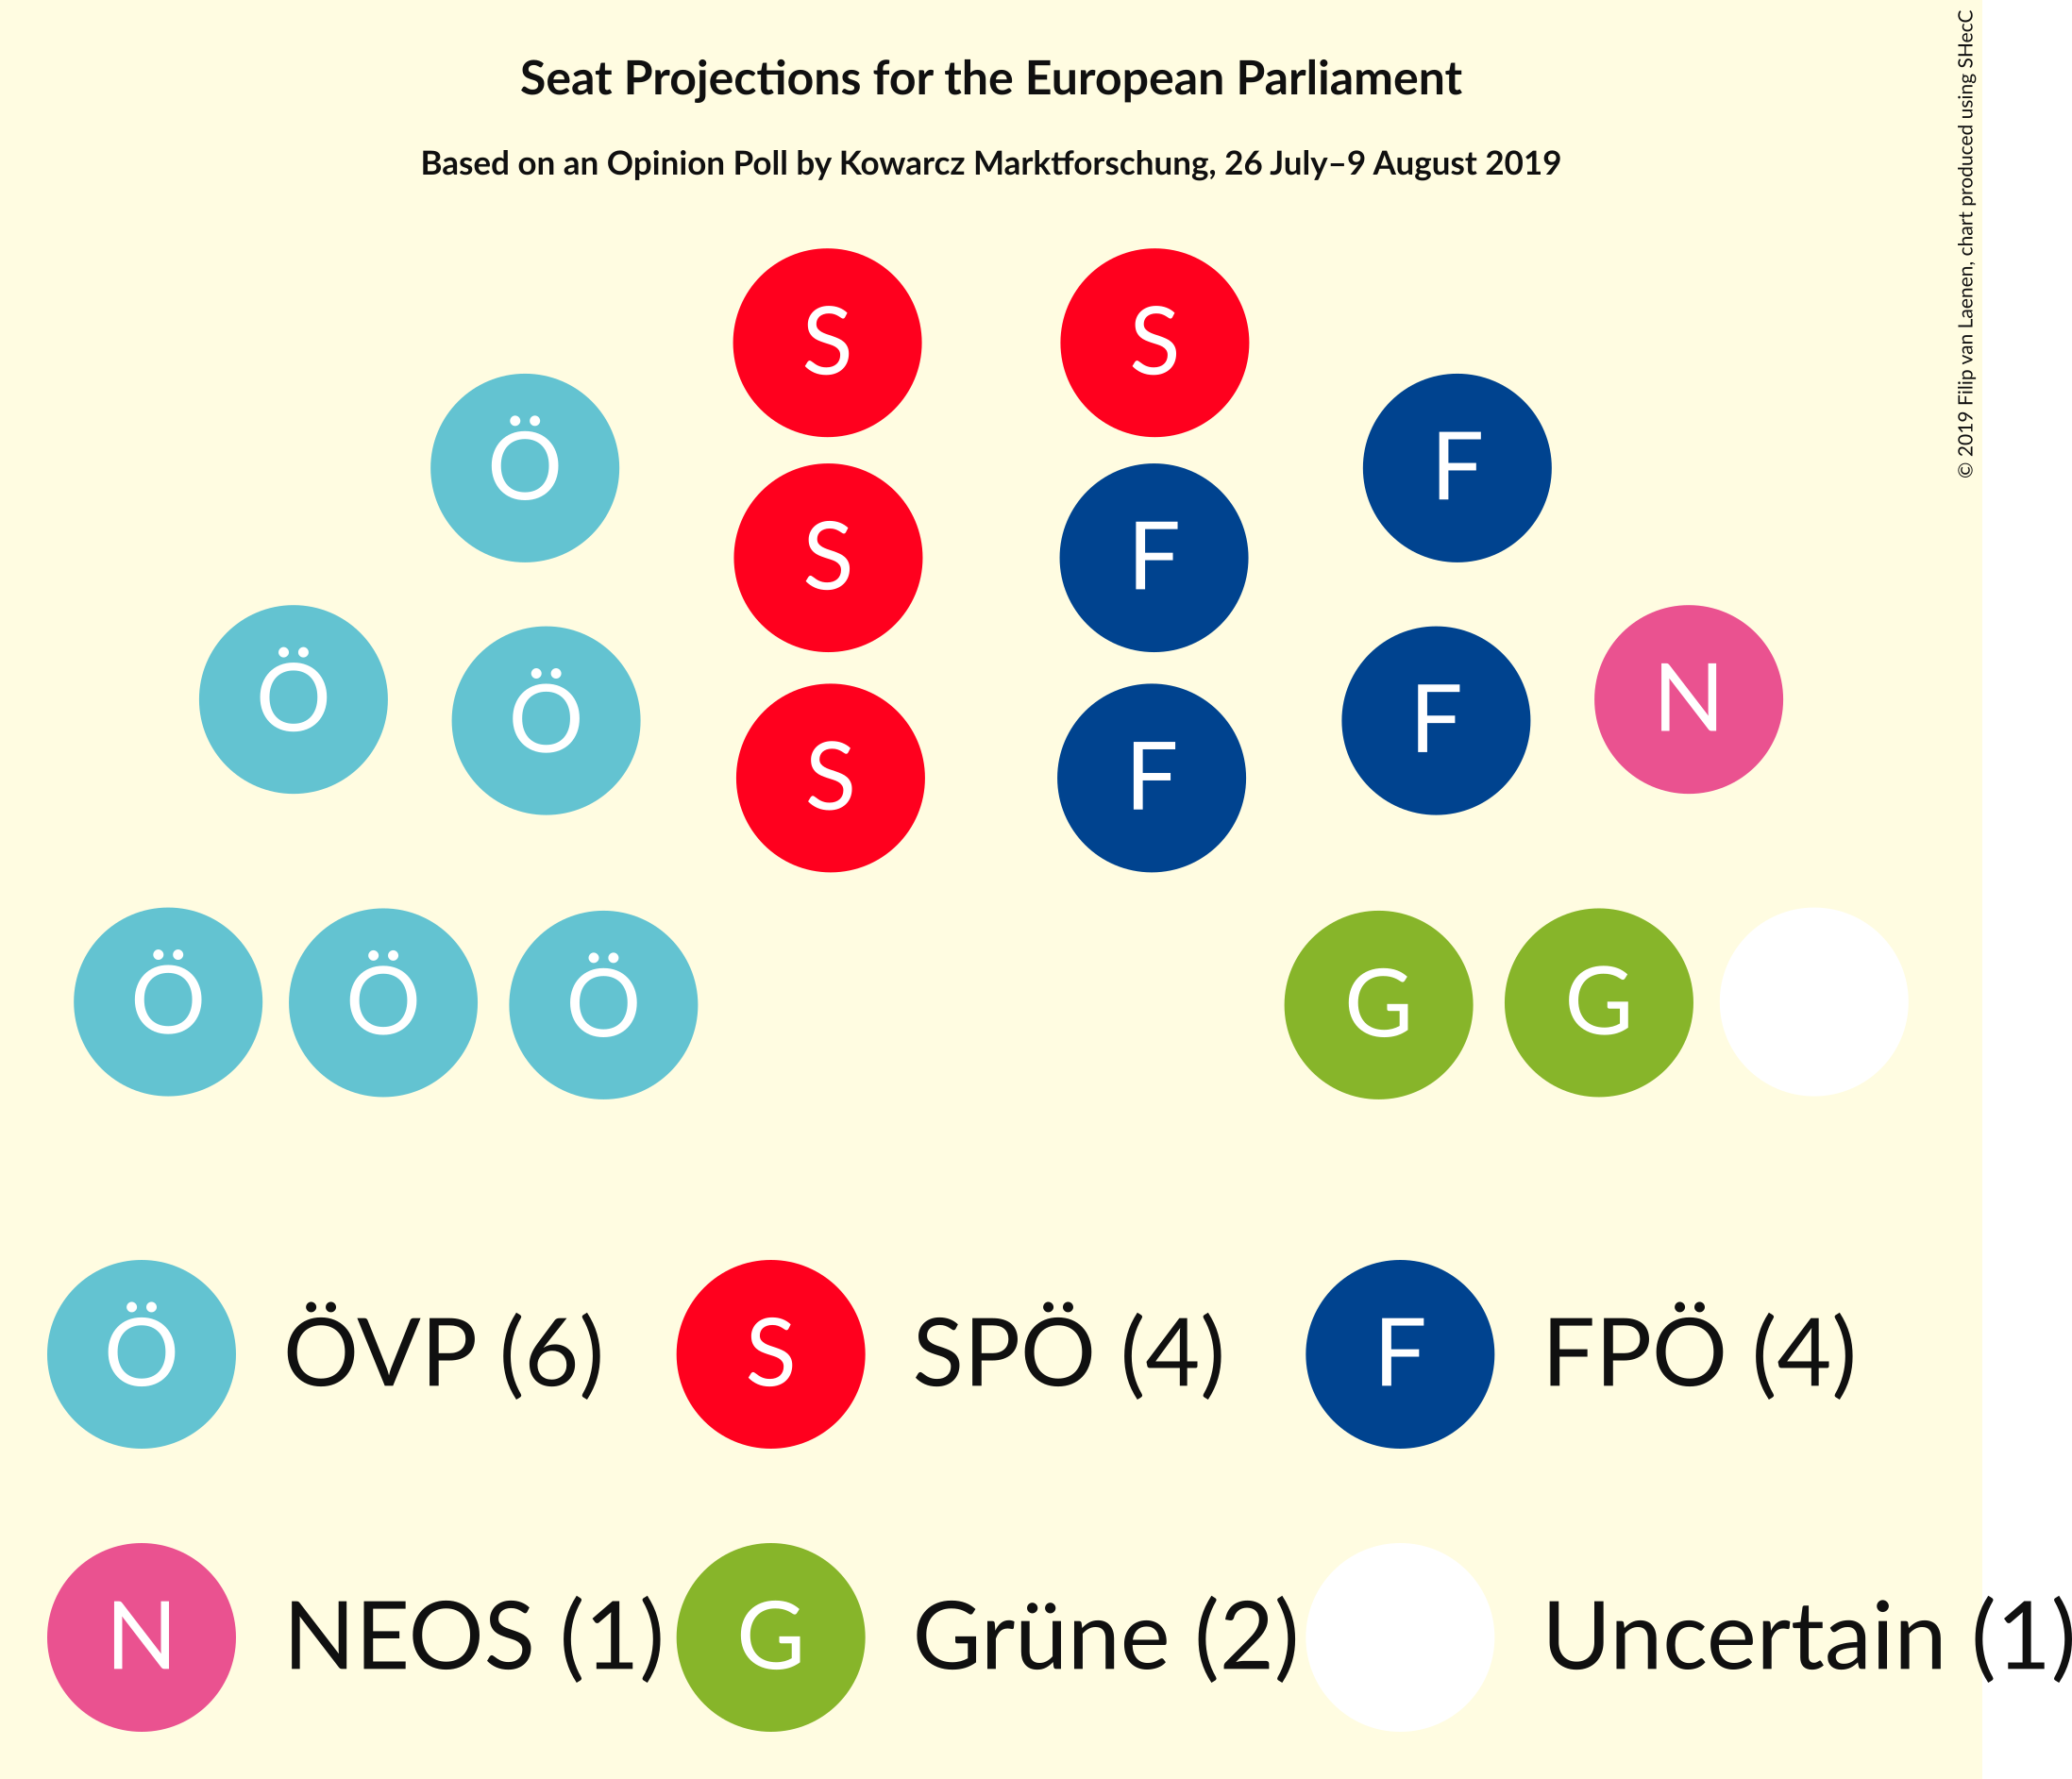 Seat Projections for the European Parliament
Based on an Opinion Poll by Kowarcz Marktforschung, 26 July–9 August 2019
© 2019 Filip van Laenen, chart produced using SHecC
S S
Ö F
S F
Ö N
Ö F
S F
Ö Ö Ö G G
Ö ÖVP (6) S SPÖ (4) F FPÖ (4)
N NEOS (1) G Grüne (2) Uncertain (1)